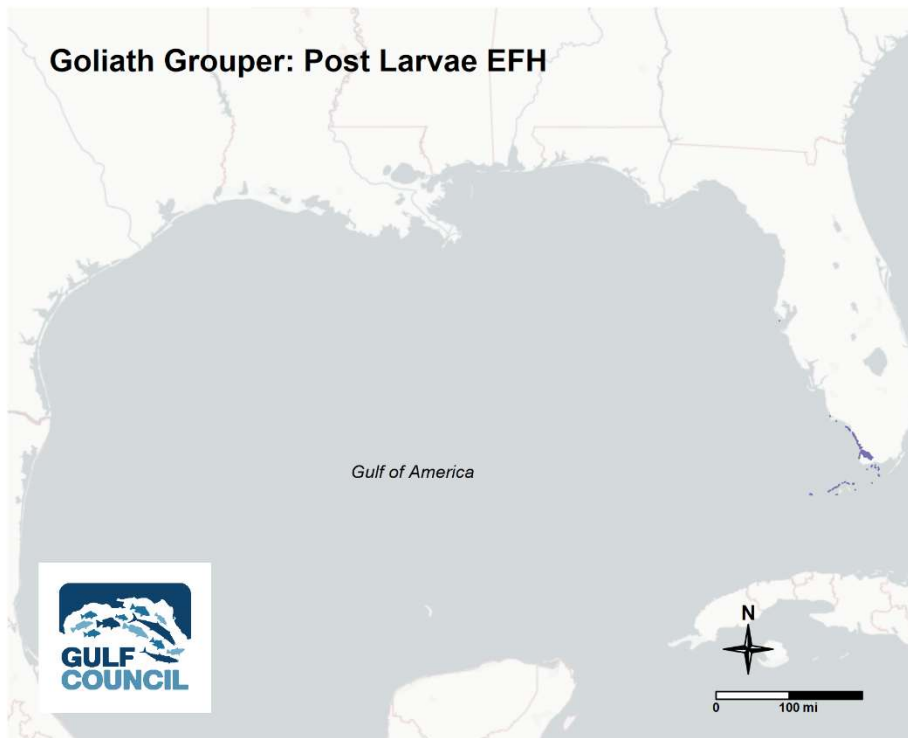 Goliath Grouper: Post Larvae EFH
Gulf of America
GULF
COUNCIL
N
0 100 mi